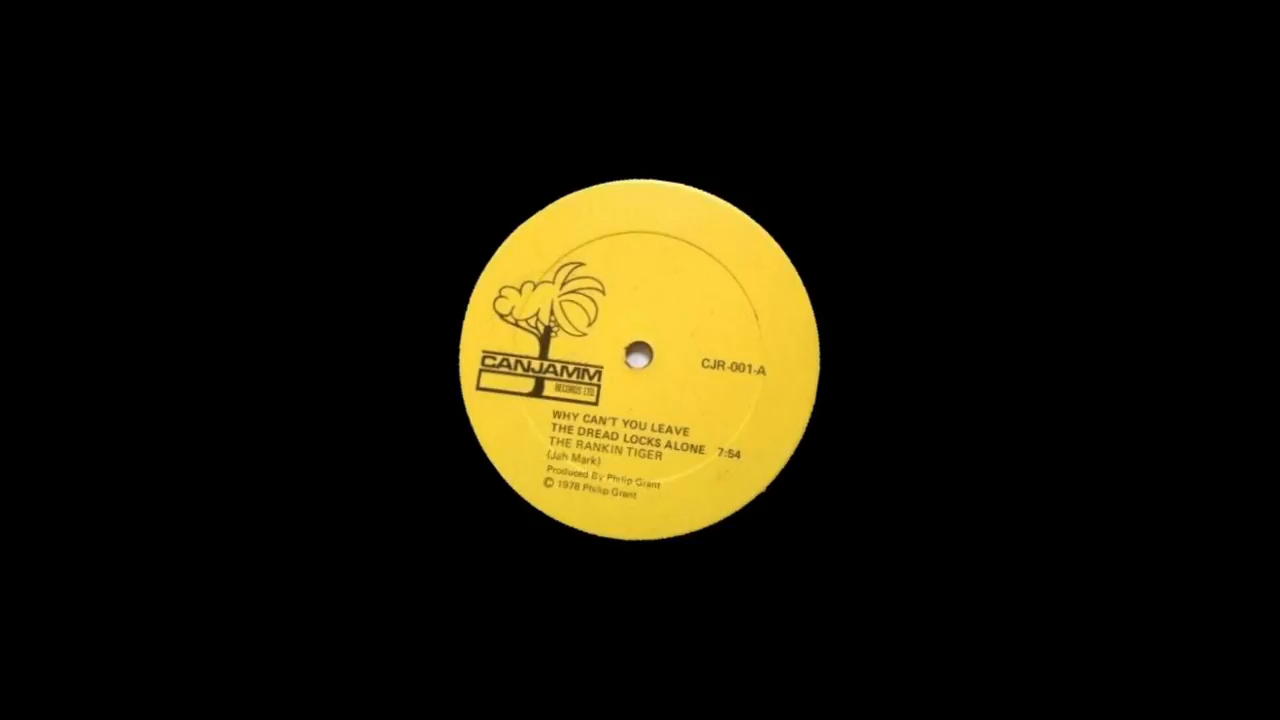 CANJAMM
RECORDS LTD.
CJR-001-A
WHY CAN'T YOU LEAVE
THE DREAD LOCKS ALONE 7:54
THE RANKIN TIGER
(Jah Mark)
Produced By Philip Grant
© 1978 Philip Grant